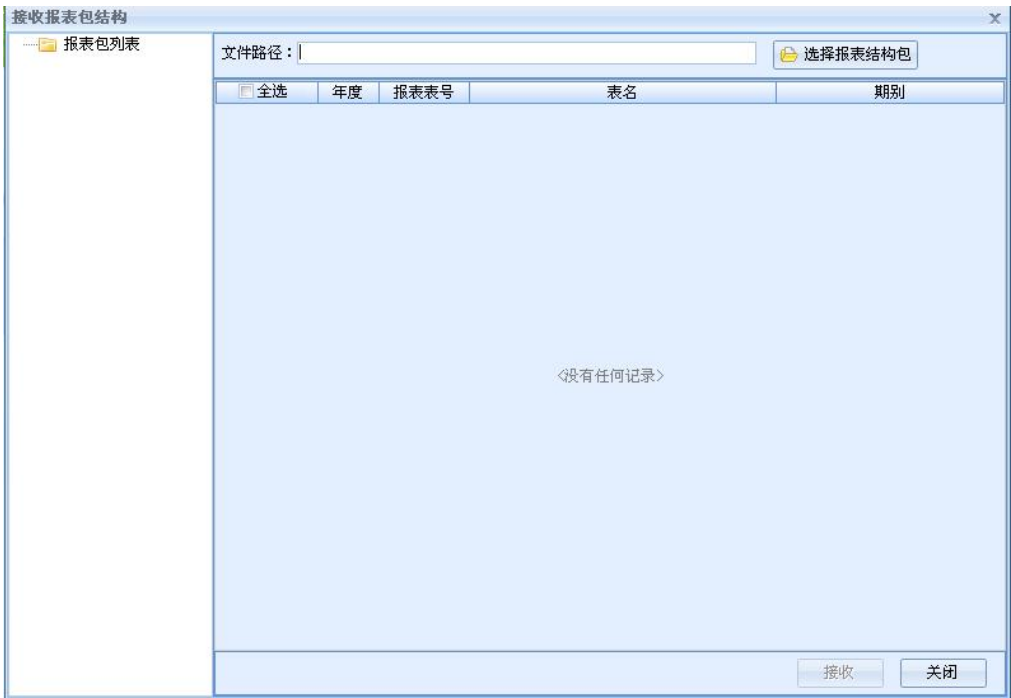 接收报表包结构
报表包列表
文件路径： 选择报表结构包
全选 年度 报表表号 表名 期别
<没有任何记录>
接收 关闭